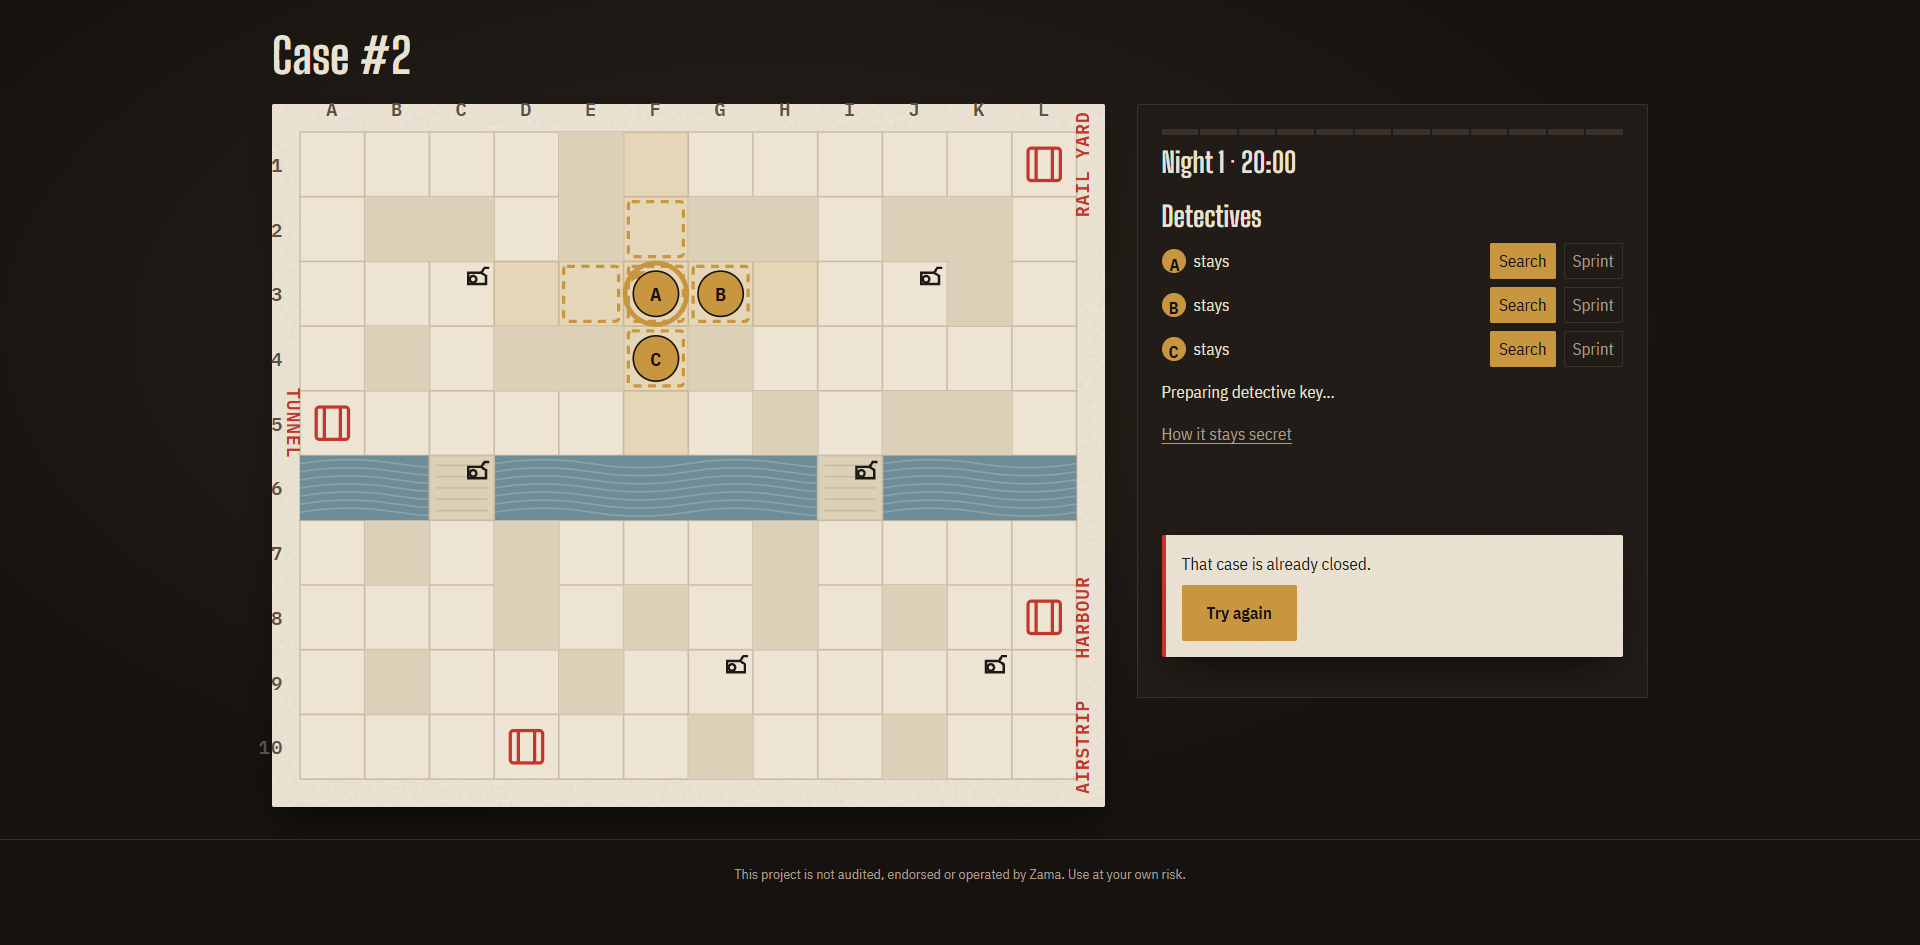 Case #2
A B C D E F G H I J K L
RAIL YARD
1
2
3
A
B
4
C
TUNNEL
5
6
7
8
HARBOUR
9
AIRSTRIP
10
Night 1 · 20:00
Detectives
A stays Search Sprint
B stays Search Sprint
C stays Search Sprint
Preparing detective key...
How it stays secret
That case is already closed.
Try again
This project is not audited, endorsed or operated by Zama. Use at your own risk.